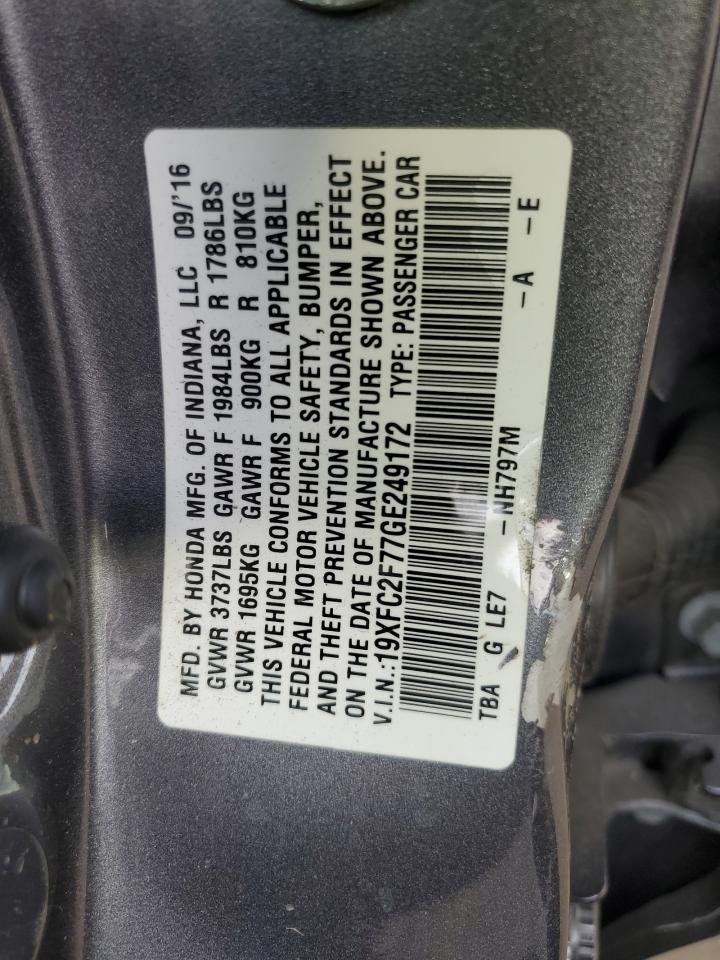 MFD. BY HONDA MFG. OF INDIANA, LLC 09/'16
GVWR 3737LBS GAWR F 1984LBS R 1786LBS
GVWR 1695KG GAWR F 900KG R 810KG
THIS VEHICLE CONFORMS TO ALL APPLICABLE
FEDERAL MOTOR VEHICLE SAFETY, BUMPER,
AND THEFT PREVENTION STANDARDS IN EFFECT
ON THE DATE OF MANUFACTURE SHOWN ABOVE.
V.I.N.:19XFC2F77GE249172 TYPE: PASSENGER CAR
TBA G LE7 -NH797M -A -E